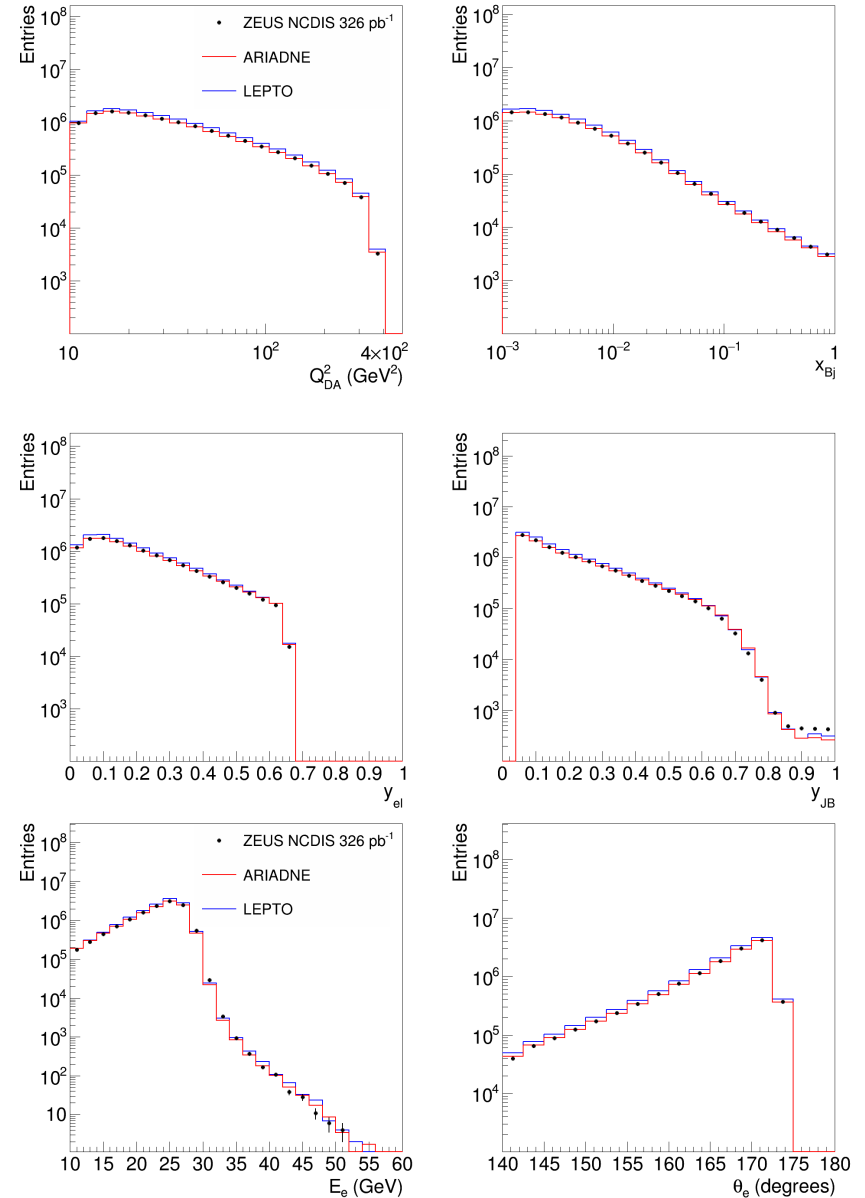 Entries
10^8
10^7
10^6
10^5
10^4
10^3
ZEUS NCDIS 326 pb^-1
ARIADNE
LEPTO
10
10^2
4×10^2
Q^2_DA (GeV^2)
Entries
10^8
10^7
10^6
10^5
10^4
10^3
10^−3
10^−2
10^−1
1
x_Bj
Entries
10^8
10^7
10^6
10^5
10^4
10^3
0 0.1 0.2 0.3 0.4 0.5 0.6 0.7 0.8 0.9 1
y_el
Entries
10^8
10^7
10^6
10^5
10^4
10^3
0 0.1 0.2 0.3 0.4 0.5 0.6 0.7 0.8 0.9 1
y_JB
Entries
10^8
10^7
10^6
10^5
10^4
10^3
10^2
10
ZEUS NCDIS 326 pb^-1
ARIADNE
LEPTO
10 15 20 25 30 35 40 45 50 55 60
E_e (GeV)
Entries
10^8
10^7
10^6
10^5
10^4
140 145 150 155 160 165 170 175 180
θ_e (degrees)